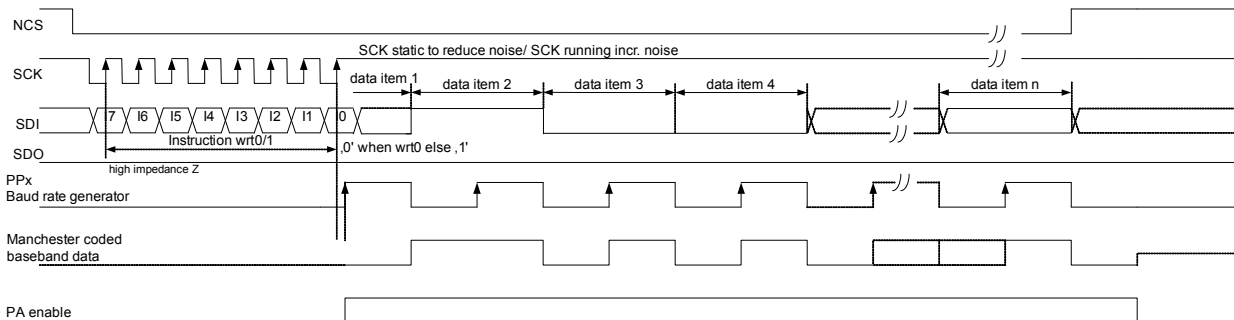 NCS
SCK static to reduce noise/ SCK running incr. noise
SCK
data item 1
data item 2
data item 3
data item 4
data item n
SDI
7 I6 I5 I4 I3 I2 I1 0
Instruction wrt0/1
‚0' when wrt0 else ‚1'
SDO
high impedance Z
PPx
Baud rate generator
Manchester coded
baseband data
PA enable